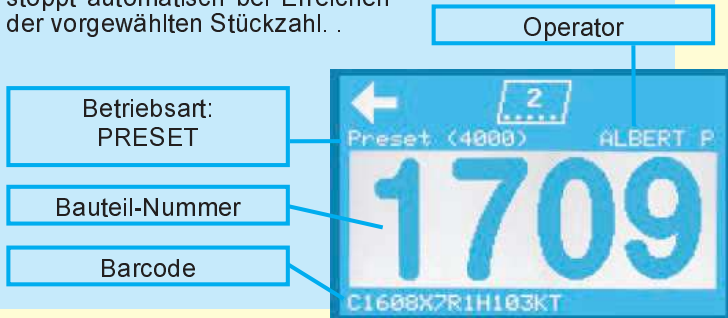 stoppt automatisch bei Erreichen
der vorgewählten Stückzahl. .
Operator
Betriebsart:
PRESET
2
Preset (4000) ALBERT P
1709
Bauteil-Nummer
Barcode
C1608X7R1H103KT